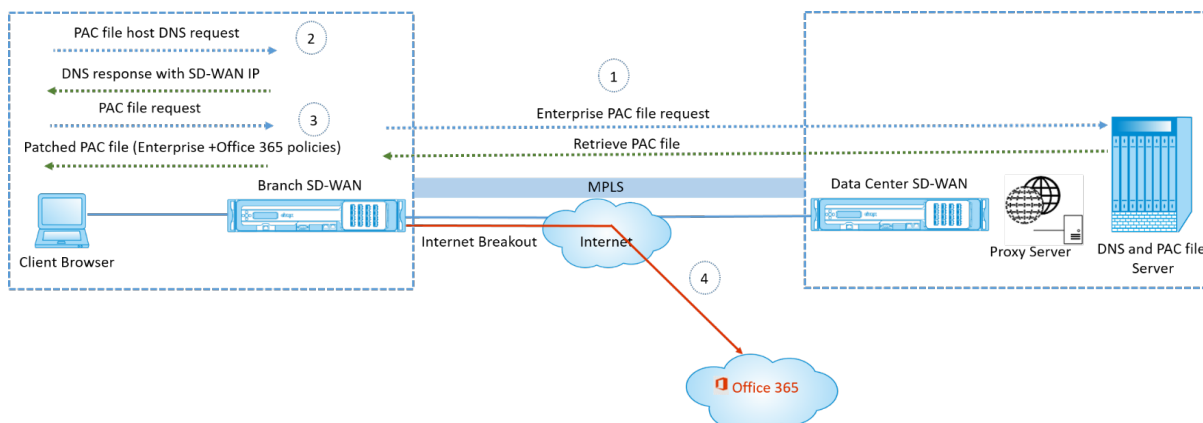 PAC file host DNS request
2
DNS response with SD-WAN IP
1
PAC file request
3
Enterprise PAC file request
Patched PAC file (Enterprise +Office 365 policies)
Retrieve PAC file
Branch SD-WAN
MPLS
Data Center SD-WAN
Internet Breakout
Internet
Client Browser
Proxy Server
DNS and PAC file
Server
4
Office 365